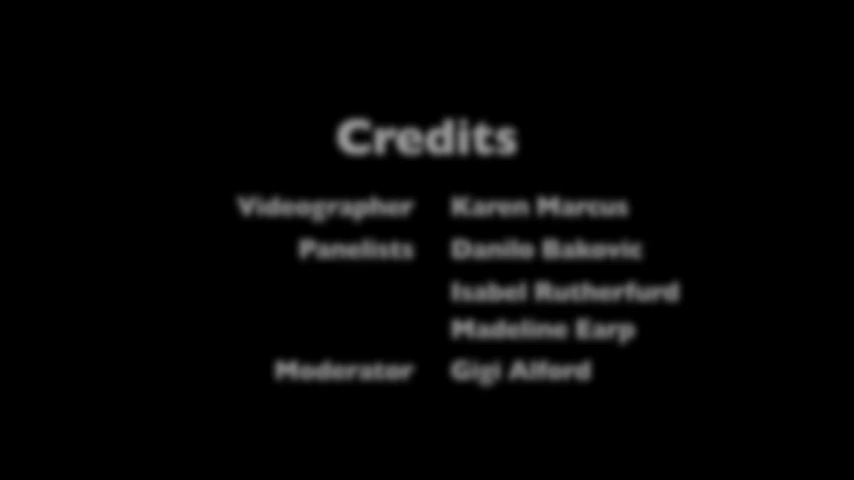 Credits
Videographer Karen Marcus
Panelists Danilo Bakovic
Isabel Rutherfurd
Madeline Earp
Moderator Gigi Alford